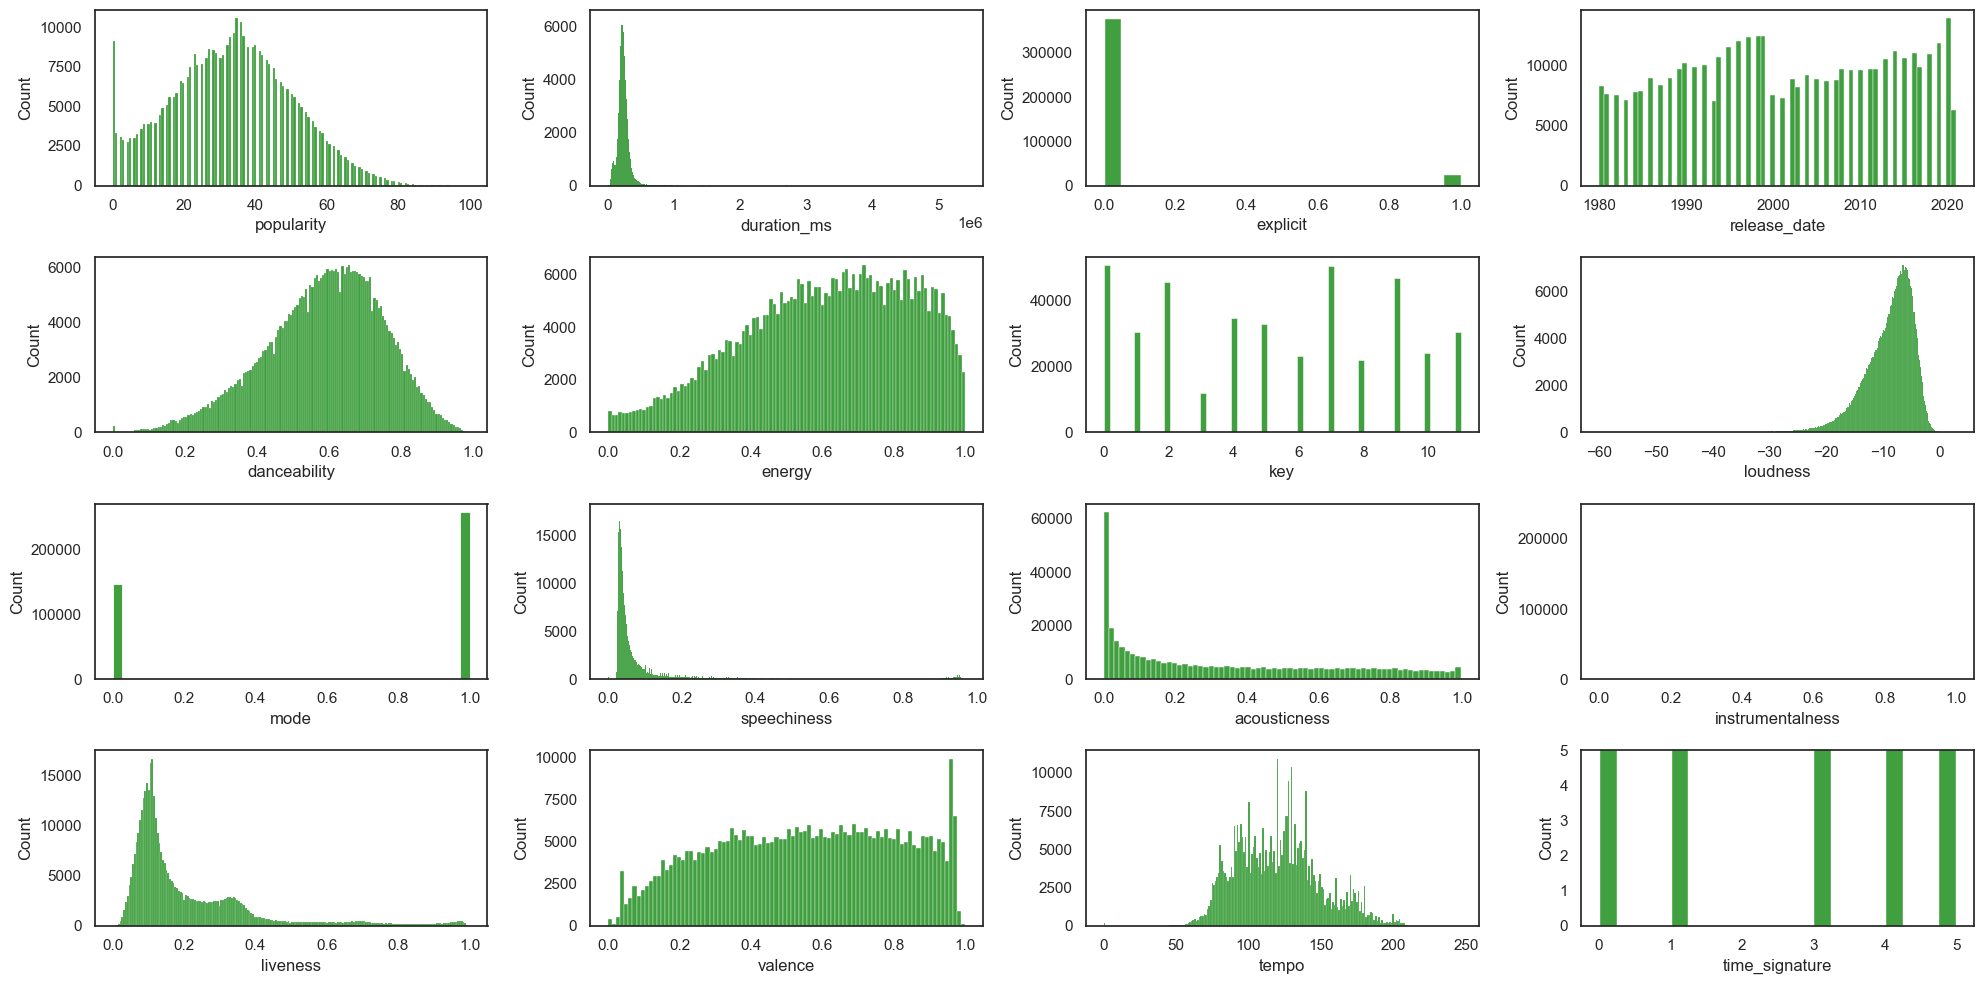 10000
7500
5000
2500
0
Count
0 20 40 60 80 100
popularity
6000
4000
2000
0
Count
0 1 2 3 4 5
1e6
duration_ms
300000
200000
100000
0
Count
0.0 0.2 0.4 0.6 0.8 1.0
explicit
10000
5000
0
Count
1980 1990 2000 2010 2020
release_date
6000
4000
2000
0
Count
0.0 0.2 0.4 0.6 0.8 1.0
danceability
6000
4000
2000
0
Count
0.0 0.2 0.4 0.6 0.8 1.0
energy
40000
20000
0
Count
0 2 4 6 8 10
key
6000
4000
2000
0
Count
−60 −50 −40 −30 −20 −10 0
loudness
200000
100000
0
Count
0.0 0.2 0.4 0.6 0.8 1.0
mode
15000
10000
5000
0
Count
0.0 0.2 0.4 0.6 0.8 1.0
speechiness
60000
40000
20000
0
Count
0.0 0.2 0.4 0.6 0.8 1.0
acousticness
200000
100000
0
Count
0.0 0.2 0.4 0.6 0.8 1.0
instrumentalness
15000
10000
5000
0
Count
0.0 0.2 0.4 0.6 0.8 1.0
liveness
10000
7500
5000
2500
0
Count
0.0 0.2 0.4 0.6 0.8 1.0
valence
10000
7500
5000
2500
0
Count
0 50 100 150 200 250
tempo
5
4
3
2
1
0
Count
0 1 2 3 4 5
time_signature